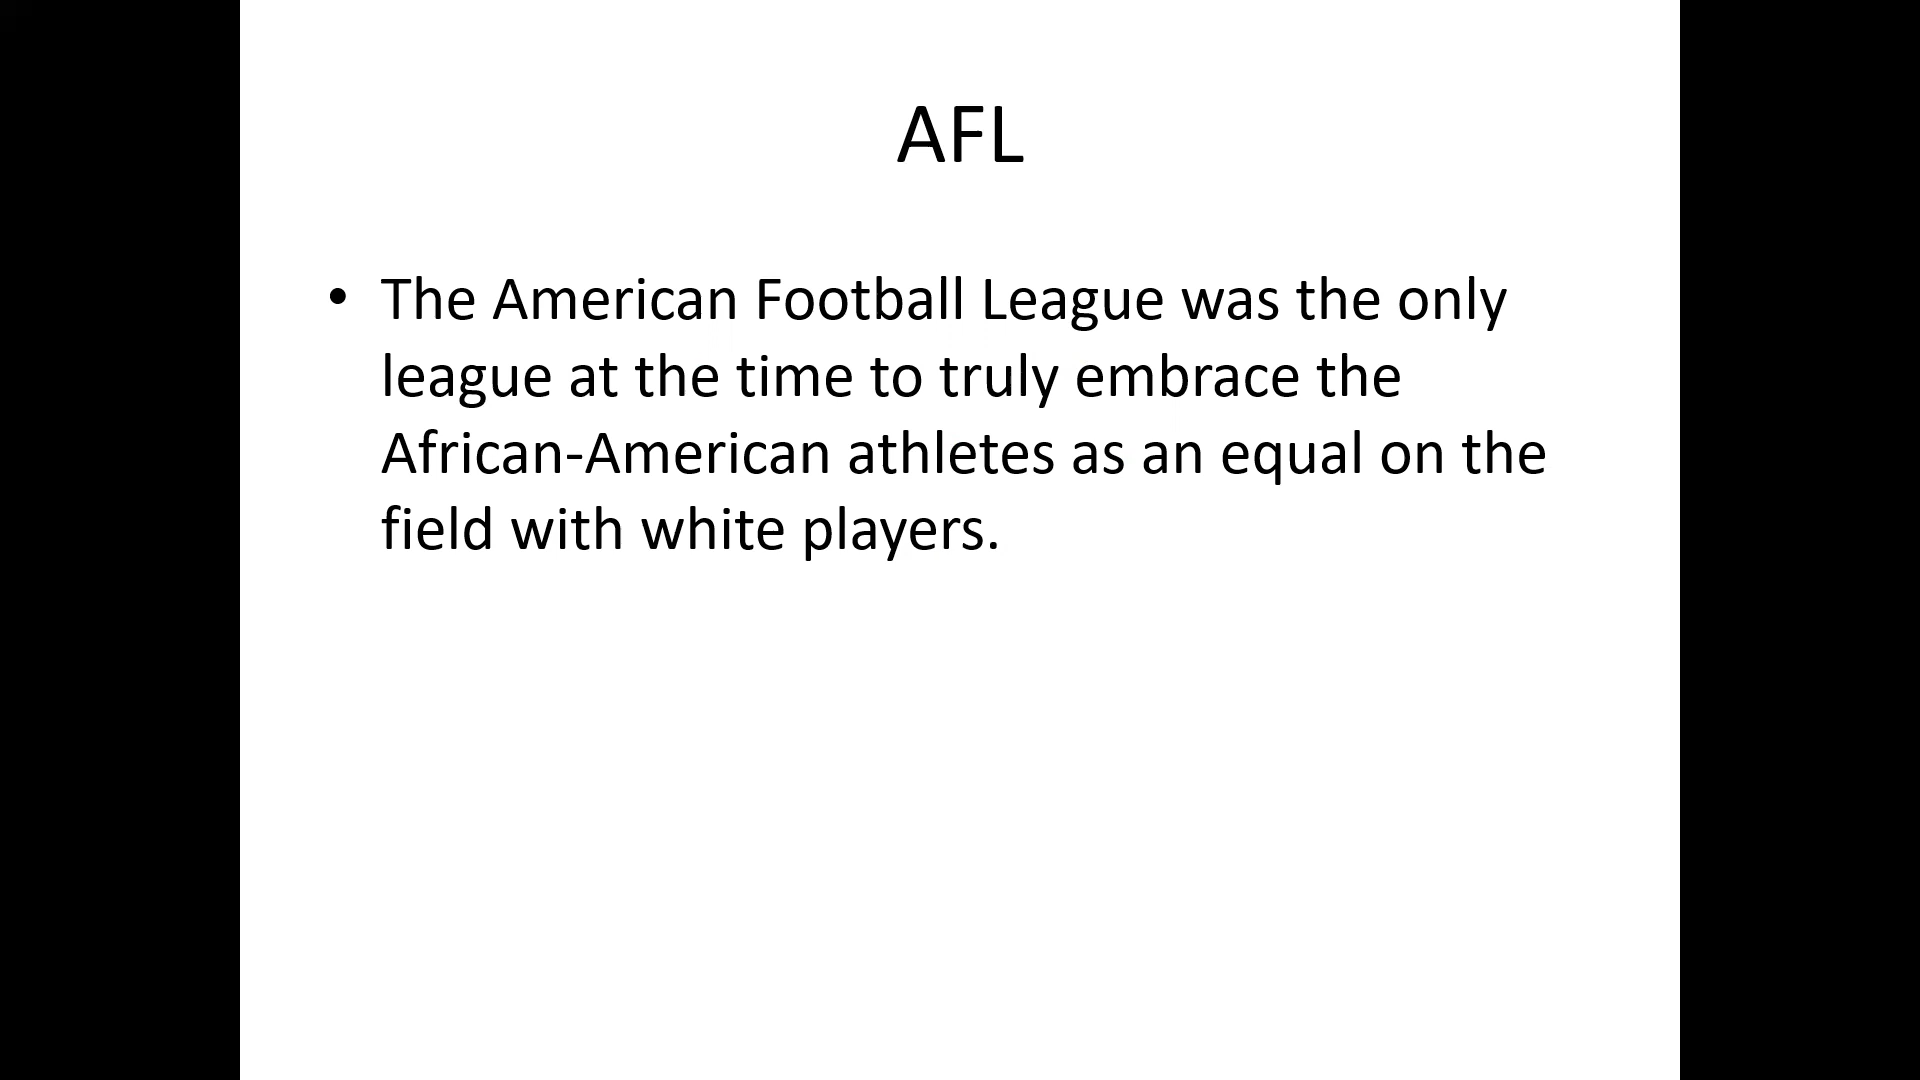 AFL
• The American Football League was the only
league at the time to truly embrace the
African-American athletes as an equal on the
field with white players.